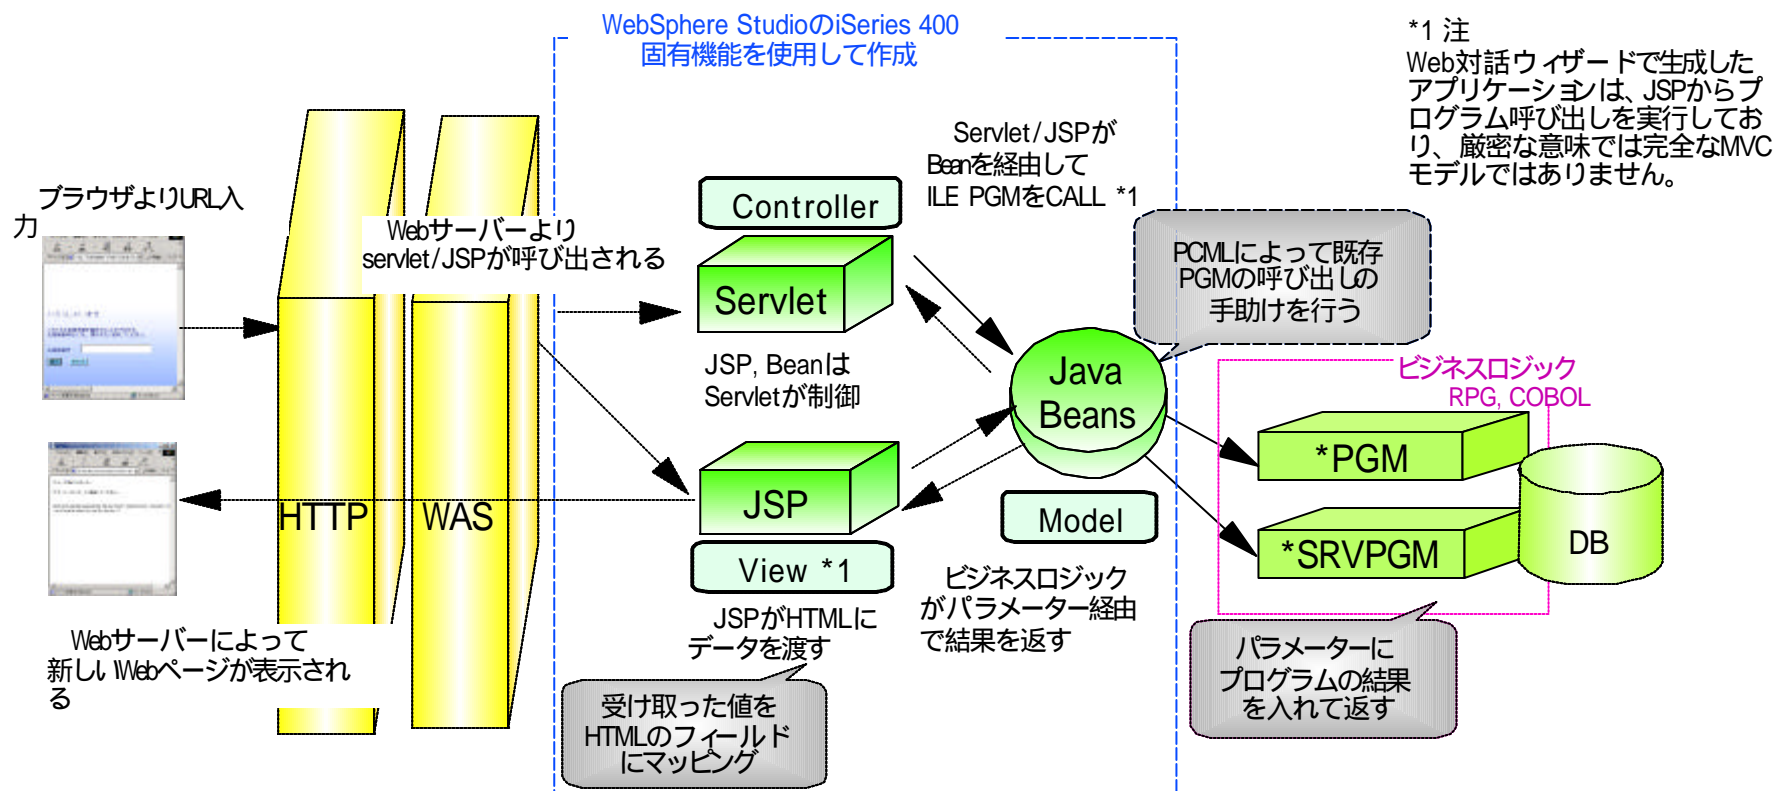 WebSphere StudioのiSeries 400
固有機能を使用して作成
*1 注
Web対話ウィザードで生成した
アプリケーションは、JSPからプ
ログラム呼び出しを実行してお
り、厳密な意味では完全なMVC
モデルではありません。
ブラウザよりURL入
力
Webサーバーより
servlet/JSPが呼び出される
Controller
Servlet
JSP, Beanは
Servletが制御
Servlet/JSPが
Beanを経由して
ILE PGMをCALL *1
PCMLによって既存
PGMの呼び出しの
手助けを行う
Java
Beans
ビジネスロジック
RPG, COBOL
*PGM
*SRVPGM
DB
HTTP
WAS
JSP
View *1
Model
JSPがHTMLに
データを渡す
ビジネスロジック
がパラメーター経由
で結果を返す
Webサーバーによって
新しいWebページが表示され
る
受け取った値を
HTMLのフィールド
にマッピング
パラメーターに
プログラムの結果
を入れて返す